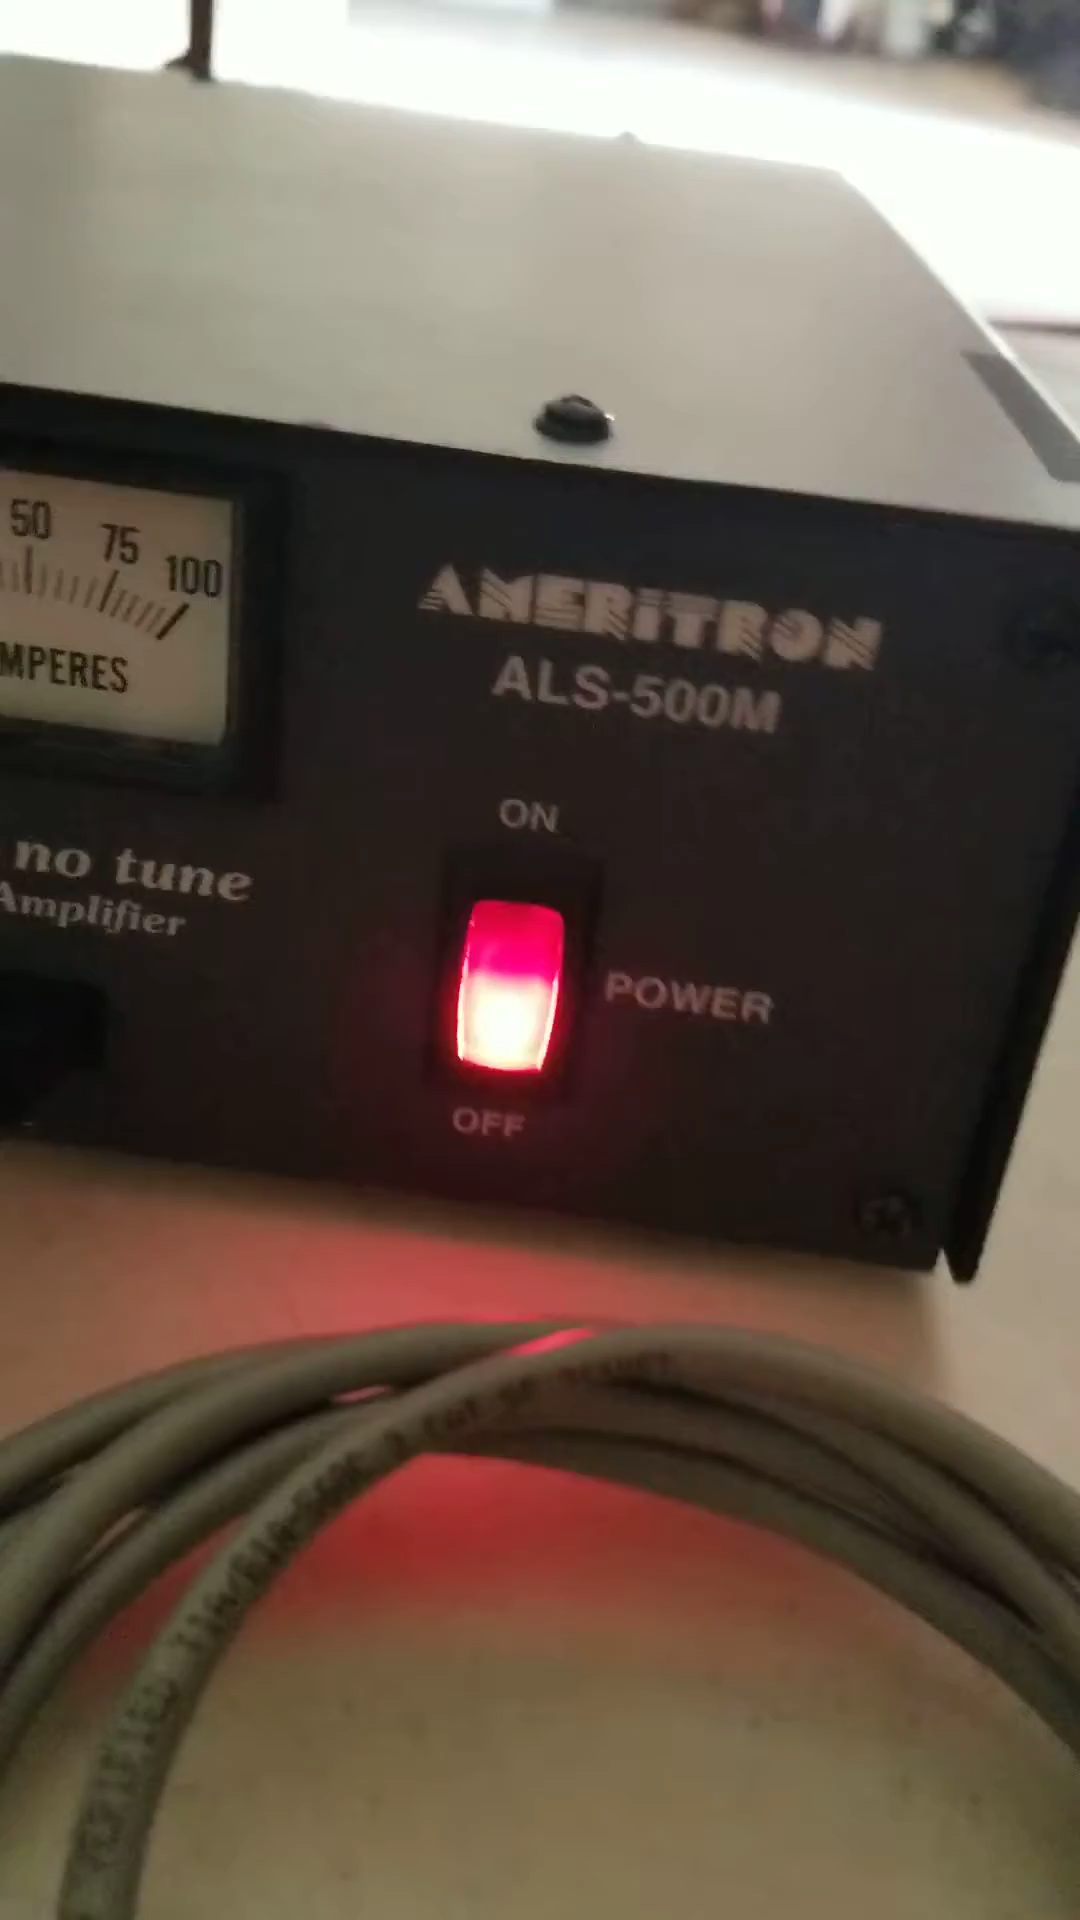 50 75 100
MPERES
AMERITRON
ALS-500M
ON
no tune
Amplifier
POWER
OFF